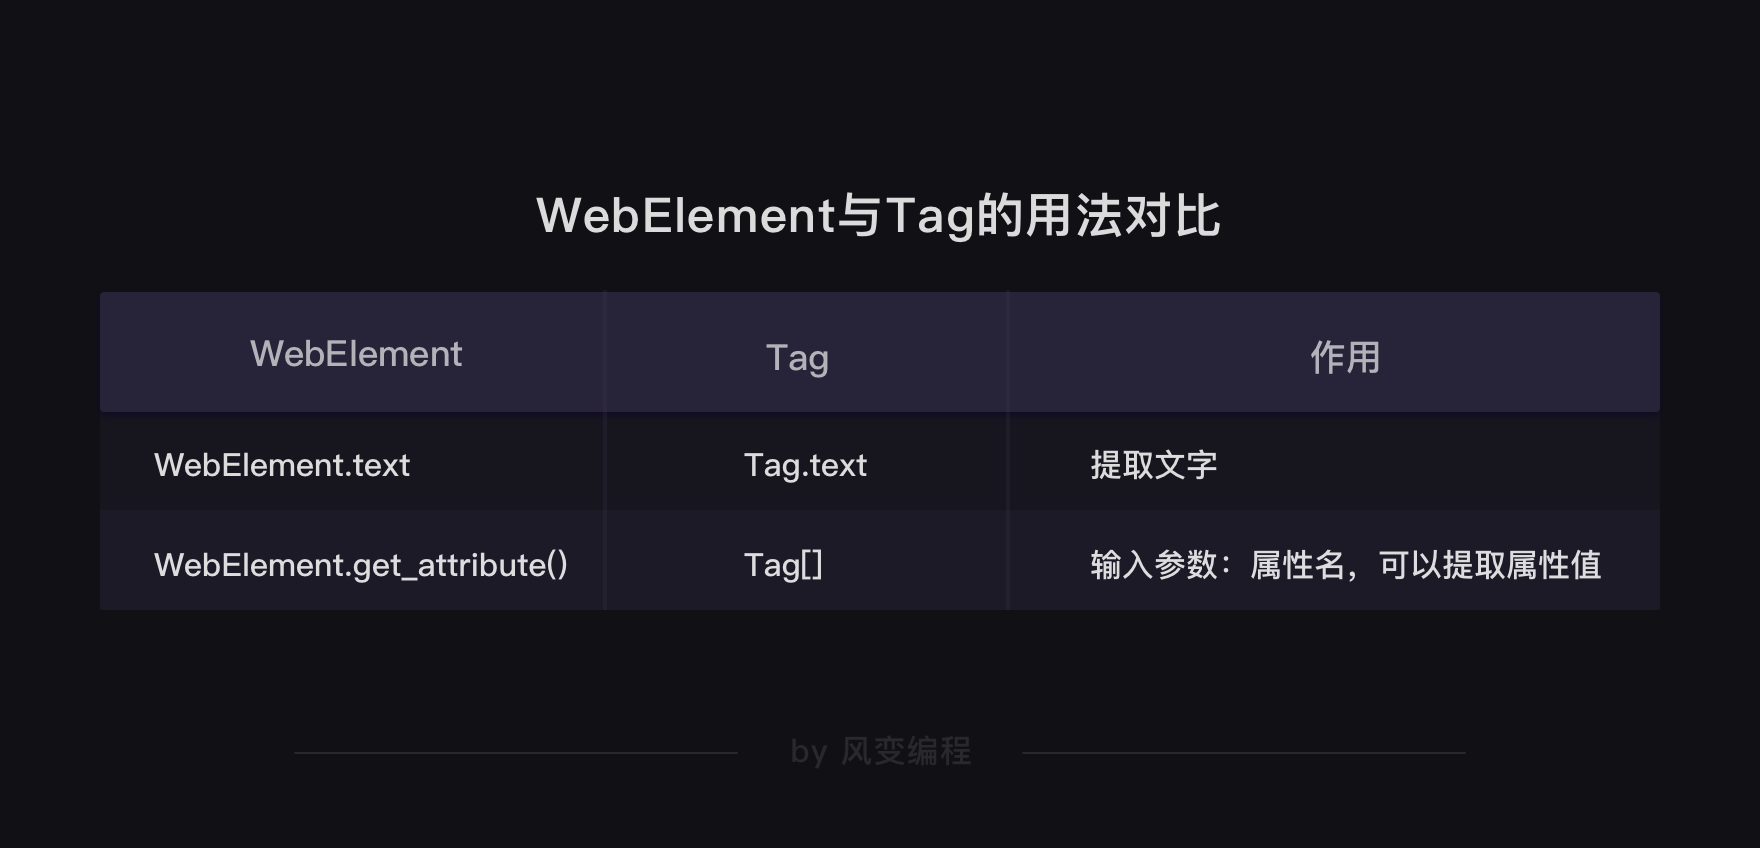 WebElement与Tag的用法对比
WebElement Tag 作用
WebElement.text Tag.text 提取文字
WebElement.get_attribute() Tag[] 输入参数：属性名，可以提取属性值
by 风变编程